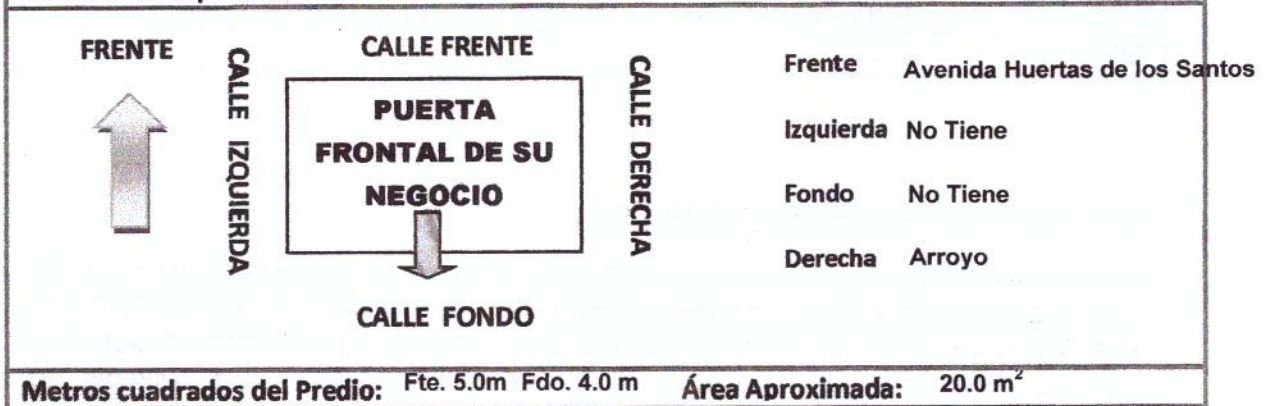 FRENTE
CALLE IZQUIERDA
CALLE FRENTE
PUERTA
FRONTAL DE SU
NEGOCIO
CALLE FONDO
CALLE DERECHA
Frente Avenida Huertas de los Santos
Izquierda No Tiene
Fondo No Tiene
Derecha Arroyo
Metros cuadrados del Predio: Fte. 5.0m Fdo. 4.0 m Área Aproximada: 20.0 m²